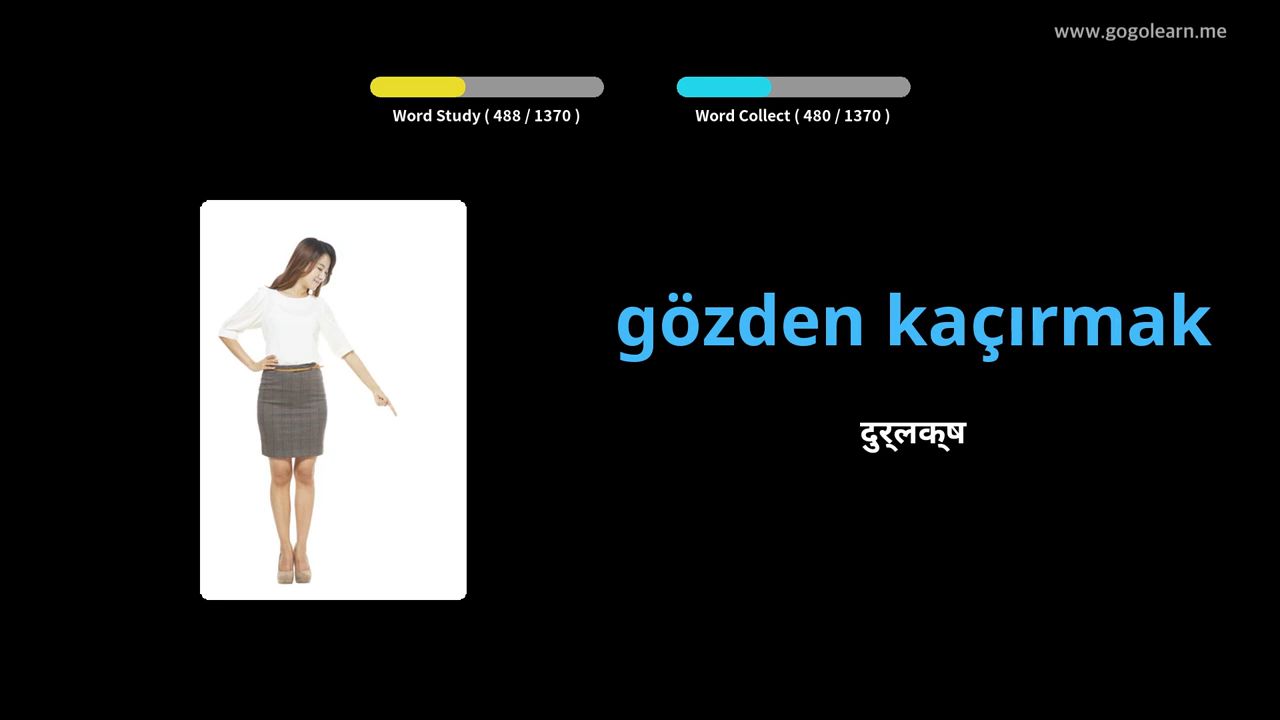 www.gogolearn.me
Word Study ( 488 / 1370 )
Word Collect ( 480 / 1370 )
gözden kaçırmak
दुर्‌लक्‌ष